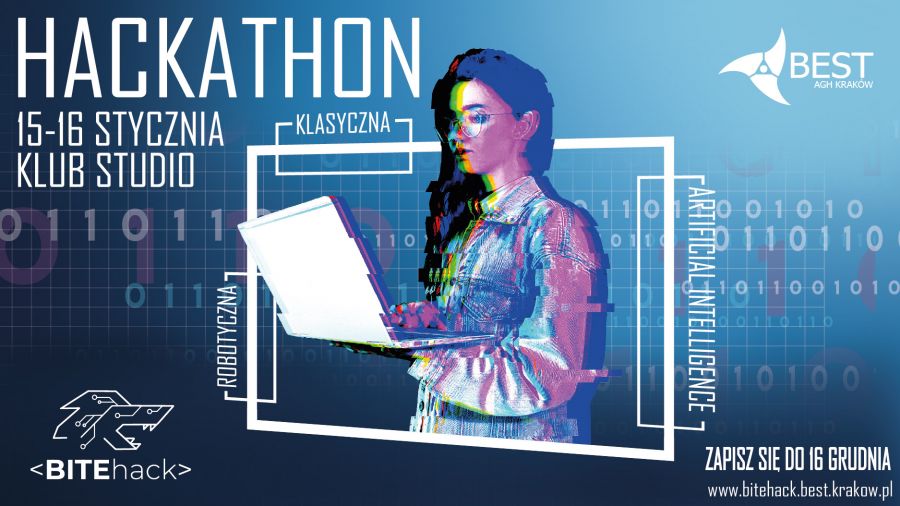 HACKATHON
15-16 STYCZNIA
KLUB STUDIO
BEST
AGH KRAKOW
KLASYCZNA
ROBOTYCZNA
ARTIFICIAL INTELLIGENCE
<BITEhack>
ZAPISZ SIĘ DO 16 GRUDNIA
www.bitehack.best.krakow.pl